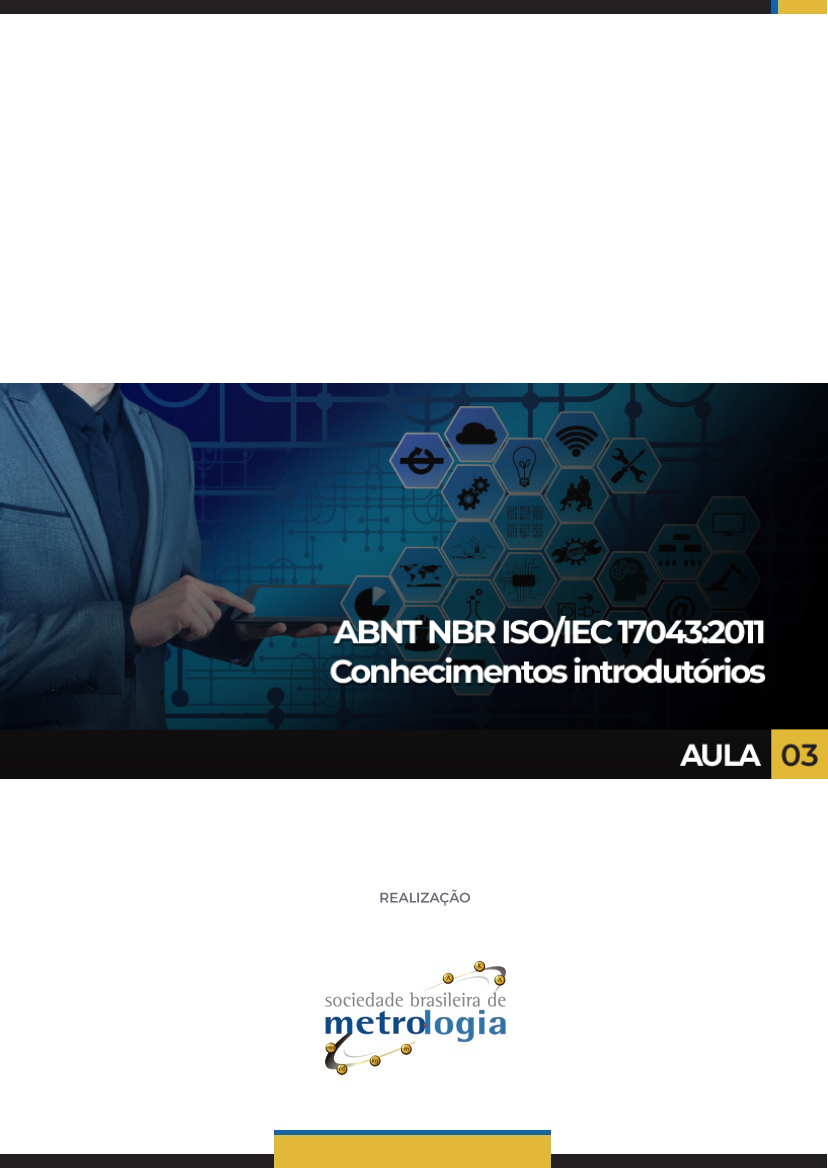 ABNT NBR ISO/IEC 17043:2011
Conhecimentos introdutórios
AULA 03
REALIZAÇÃO
sociedade brasileira de
metrologia